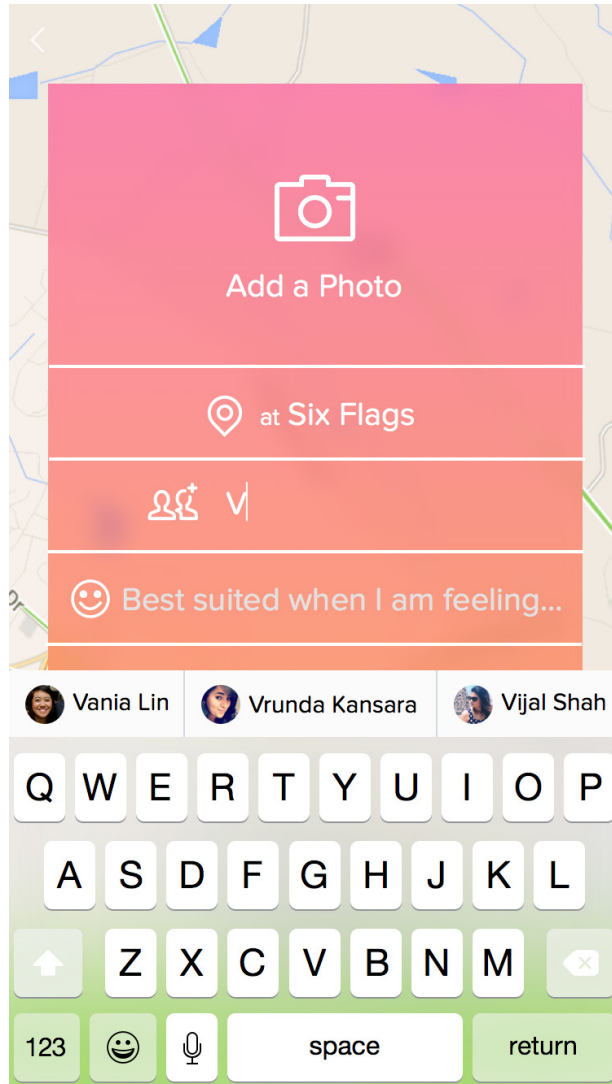 Add a Photo
at Six Flags
V
Best suited when I am feeling...
Vania Lin Vrunda Kansara Vijal Shah
Q W E R T Y U I O P
A S D F G H J K L
Z X C V B N M
123 space return